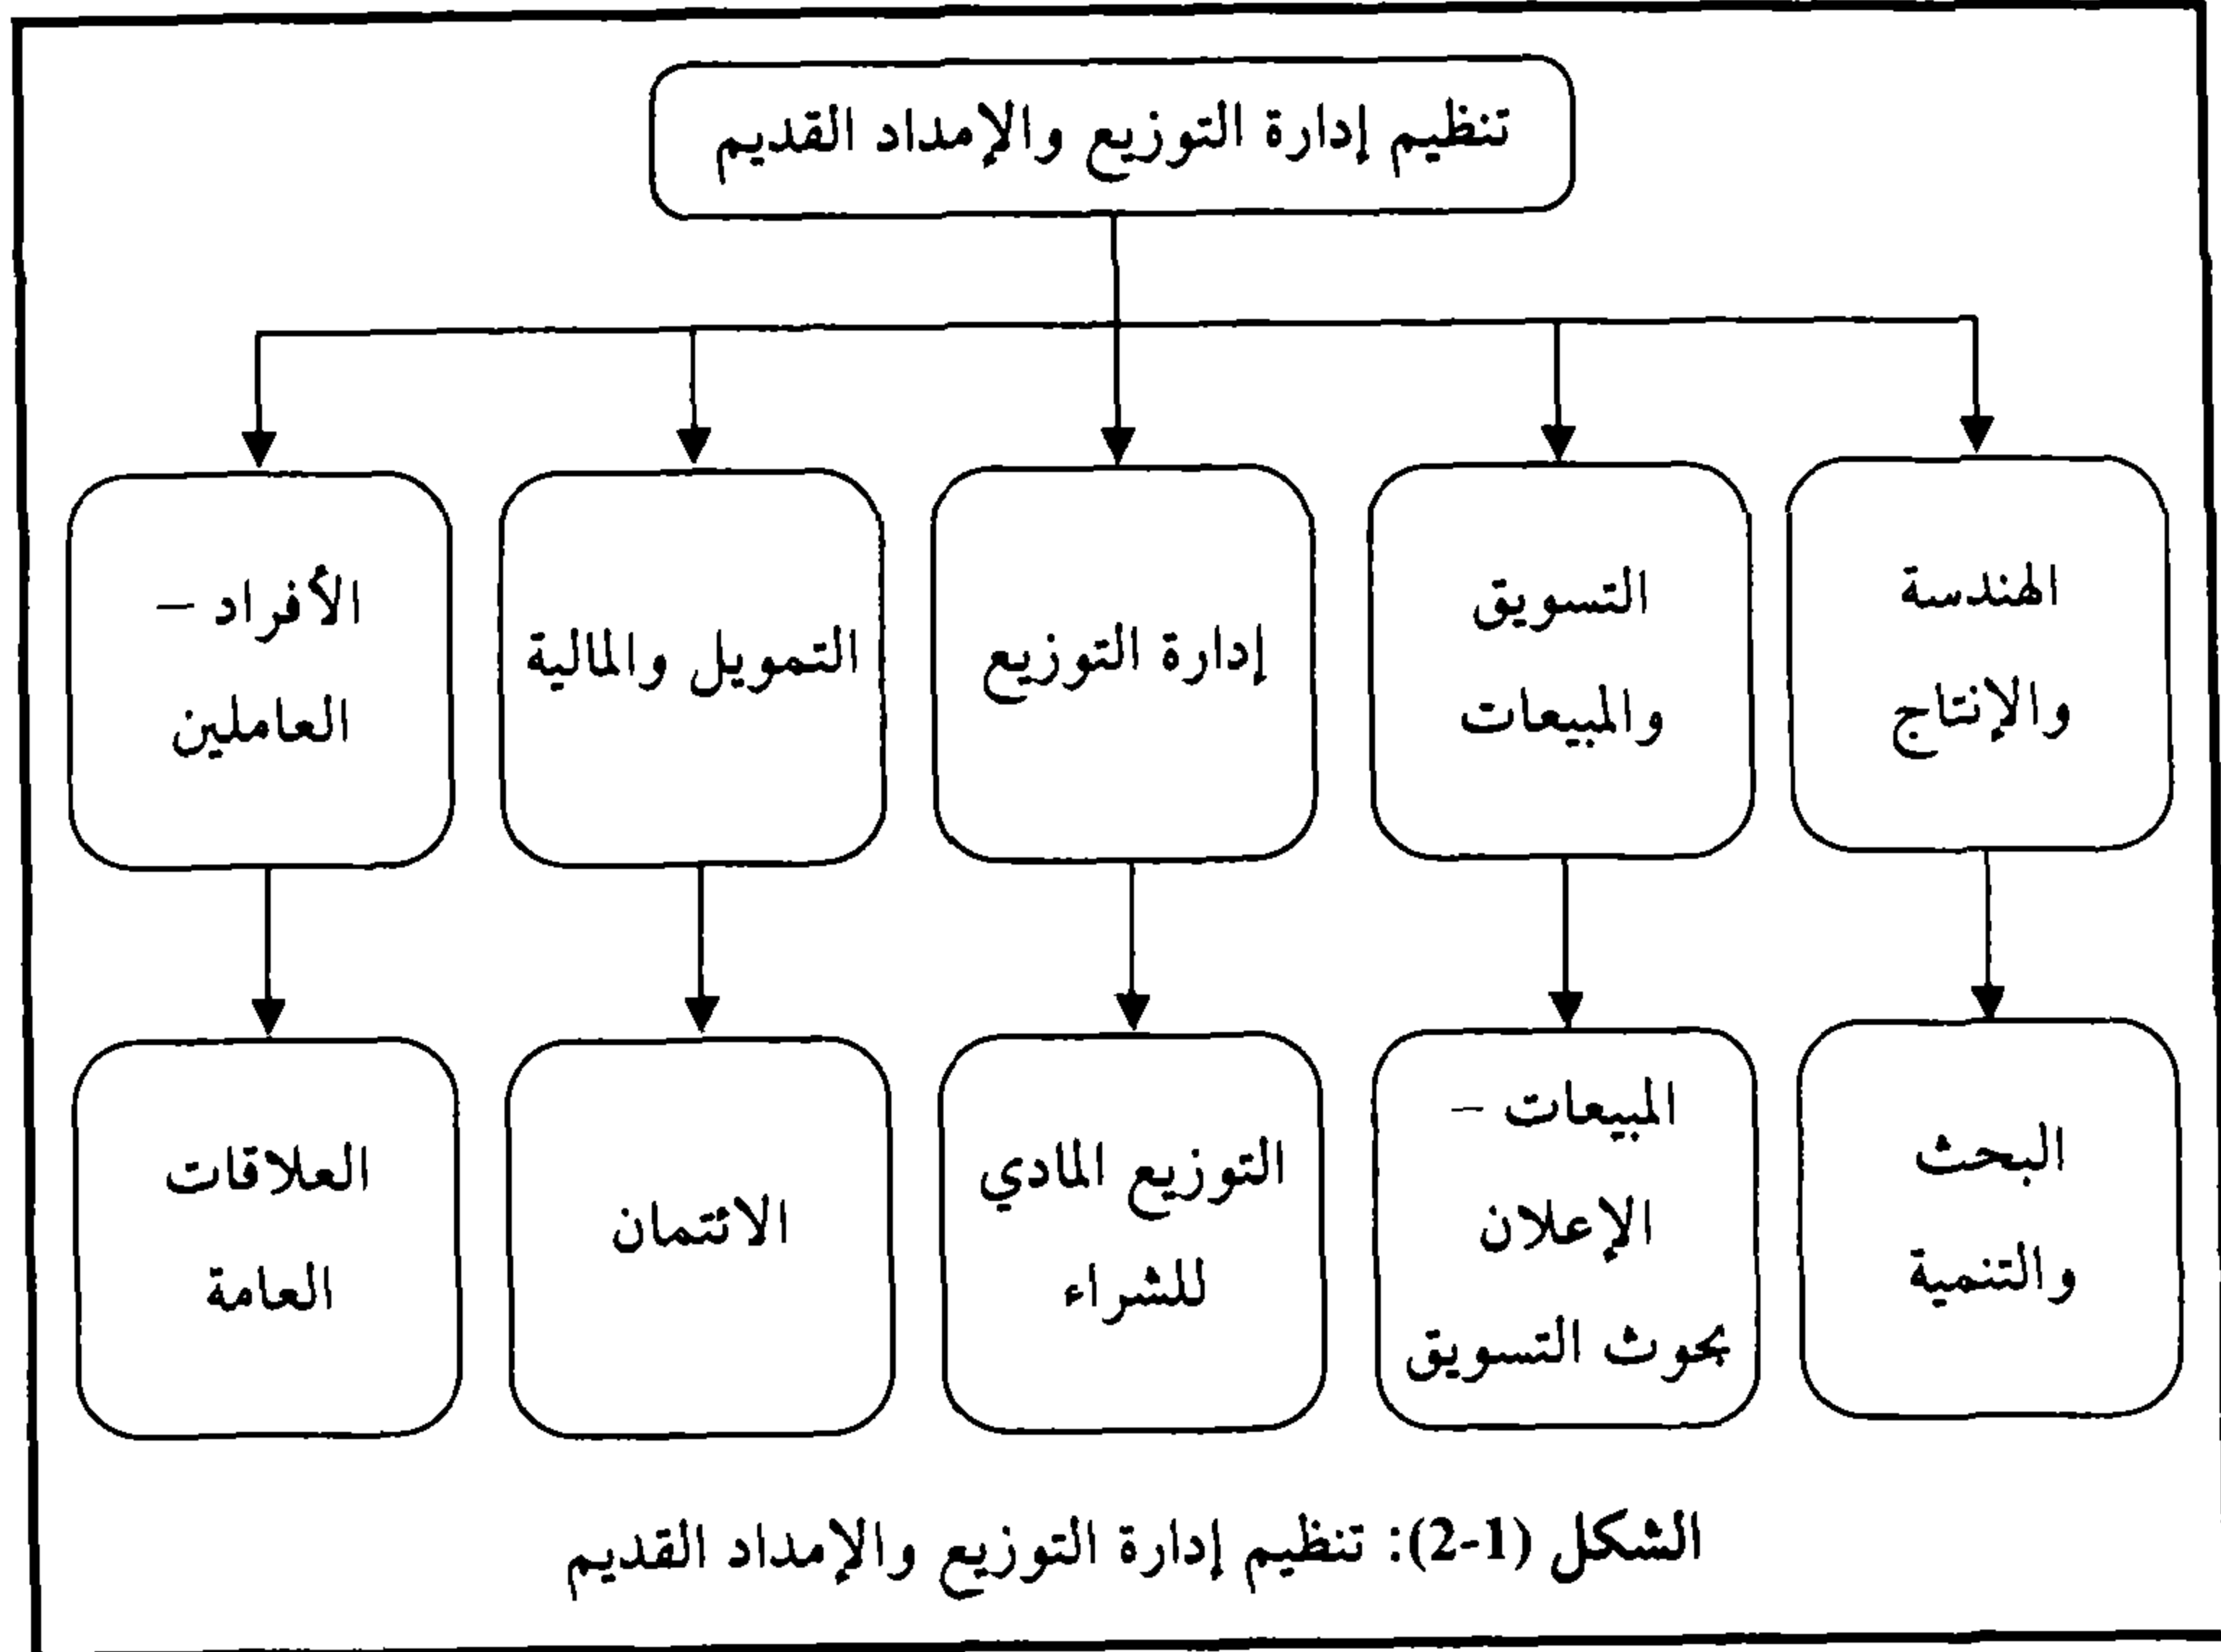 تنظيم إدارة التوزيع والإمداد القديم
الهندسة
والإنتاج
التسويق
والمبيعات
إدارة التوزيع
التمويل والمالية
الأفراد –
العاملين
البحث
والتنمية
المبيعات –
الإعلان
بحوث التسويق
التوزيع المادي
للشراء
الائتمان
العلاقات
العامة
الشكل (1-2): تنظيم إدارة التوزيع والإمداد القديم